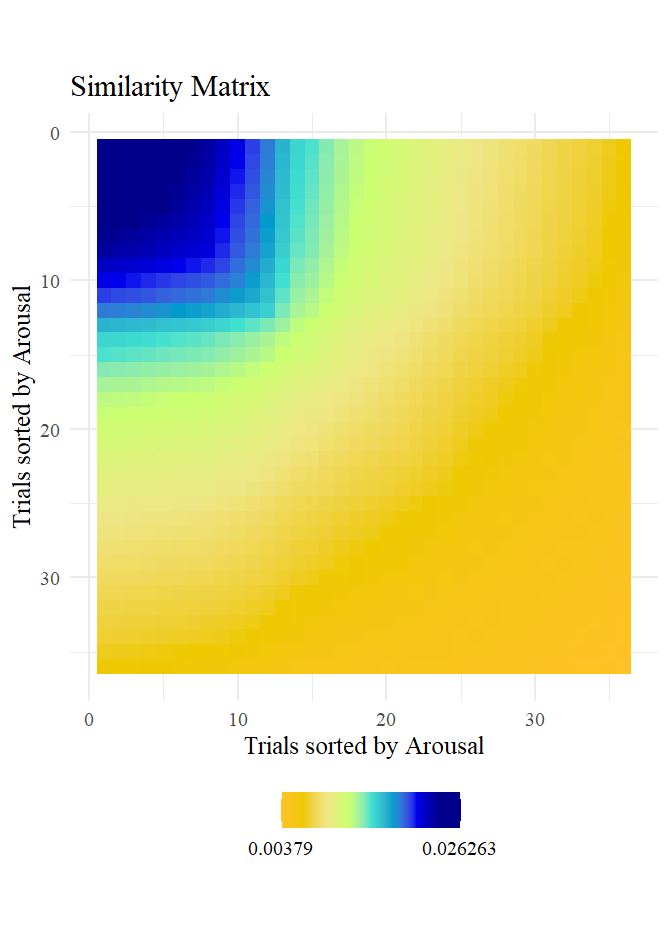 Similarity Matrix
0
10
20
30
Trials sorted by Arousal
0 10 20 30
Trials sorted by Arousal
0.00379 0.026263